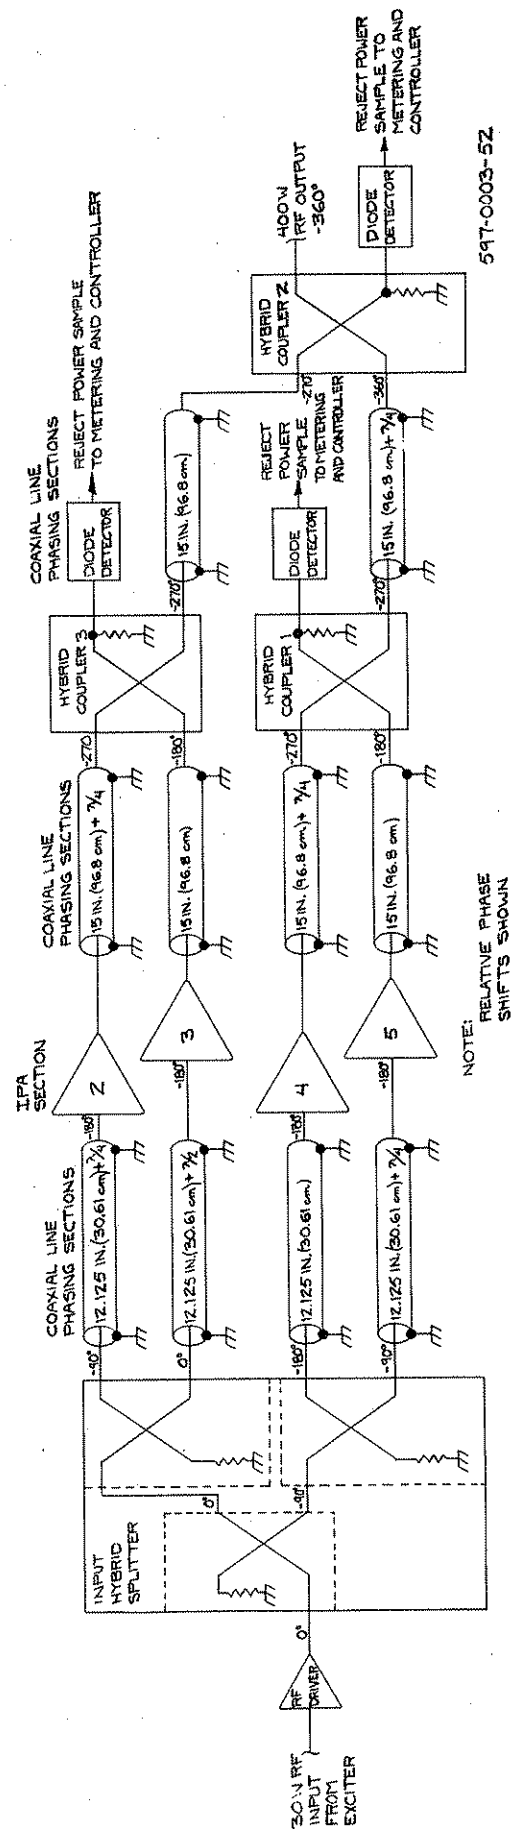 30W RF
INPUT
FROM
EXCITER
RF
DRIVER
0°
INPUT
HYBRID
SPLITTER
0°
-90°
-90°
0°
-180°
-90°
COAXIAL LINE
PHASING SECTIONS
12.125 IN.(30.61 cm)+ λ/4
12.125 IN.(30.61 cm)+ λ/2
12.125 IN.(30.61 cm)
12.125 IN.(30.61 cm)+ λ/4
-180°
-180°
-180°
-180°
IPA
SECTION
2
3
4
5
COAXIAL LINE
PHASING SECTIONS
15 IN. (96.8 cm)+ λ/4
15 IN. (96.8 cm)
15 IN. (96.8 cm)+ λ/4
15 IN. (96.8 cm)
-270
-180°
-270°
-180°
HYBRID
COUPLER 3
HYBRID
COUPLER 1
DIODE
DETECTOR
REJECT POWER SAMPLE
TO METERING AND CONTROLLER
DIODE
DETECTOR
REJECT
POWER
SAMPLE
TO METERING
AND CONTROLLER
COAXIAL LINE
PHASING SECTIONS
-270°
15 IN. (96.8 cm)
-270°
15 IN. (96.8 cm)+ λ/4
-270°
-360°
HYBRID
COUPLER 2
400W
RF OUTPUT
-360°
DIODE
DETECTOR
REJECT POWER
SAMPLE TO
METERING AND
CONTROLLER
NOTE:
RELATIVE PHASE
SHIFTS SHOWN
597-0003-52